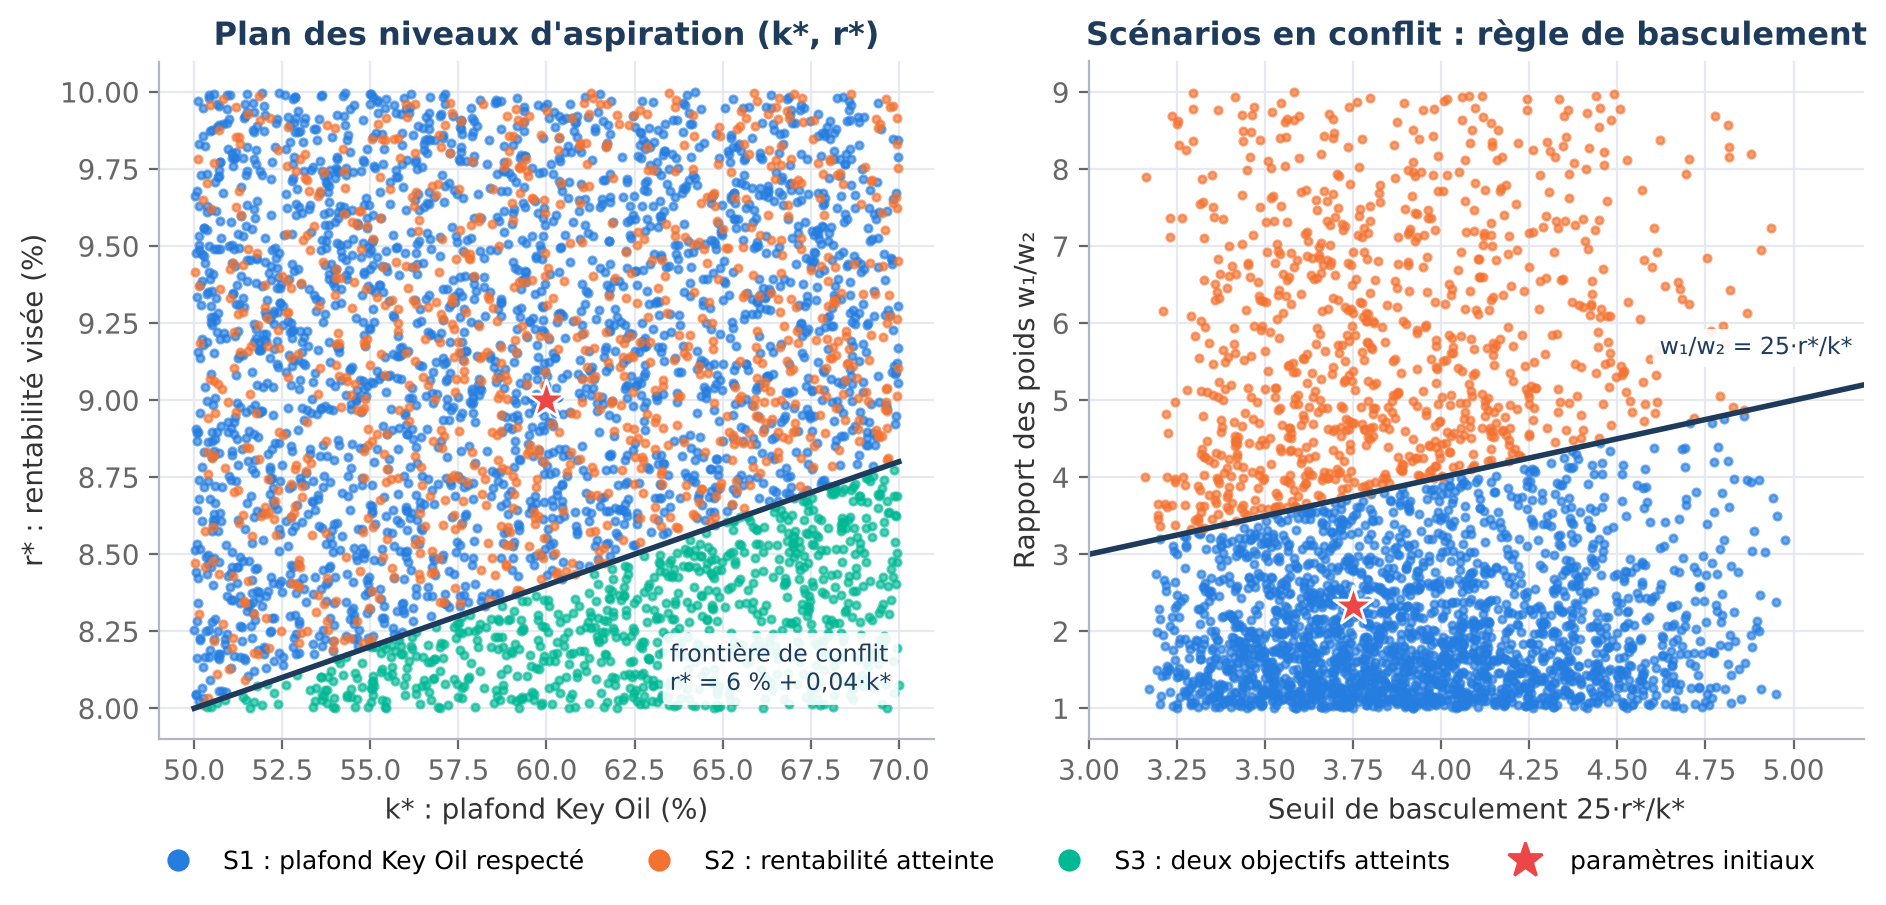 Plan des niveaux d'aspiration (k*, r*)
r* : rentabilité visée (%)
10.00
9.75
9.50
9.25
9.00
8.75
8.50
8.25
8.00
frontière de conflit
r* = 6 % + 0,04·k*
50.0 52.5 55.0 57.5 60.0 62.5 65.0 67.5 70.0
k* : plafond Key Oil (%)
Scénarios en conflit : règle de basculement
Rapport des poids w₁/w₂
9
8
7
6
5
4
3
2
1
w₁/w₂ = 25·r*/k*
3.00 3.25 3.50 3.75 4.00 4.25 4.50 4.75 5.00
Seuil de basculement 25·r*/k*
S1 : plafond Key Oil respecté S2 : rentabilité atteinte S3 : deux objectifs atteints paramètres initiaux